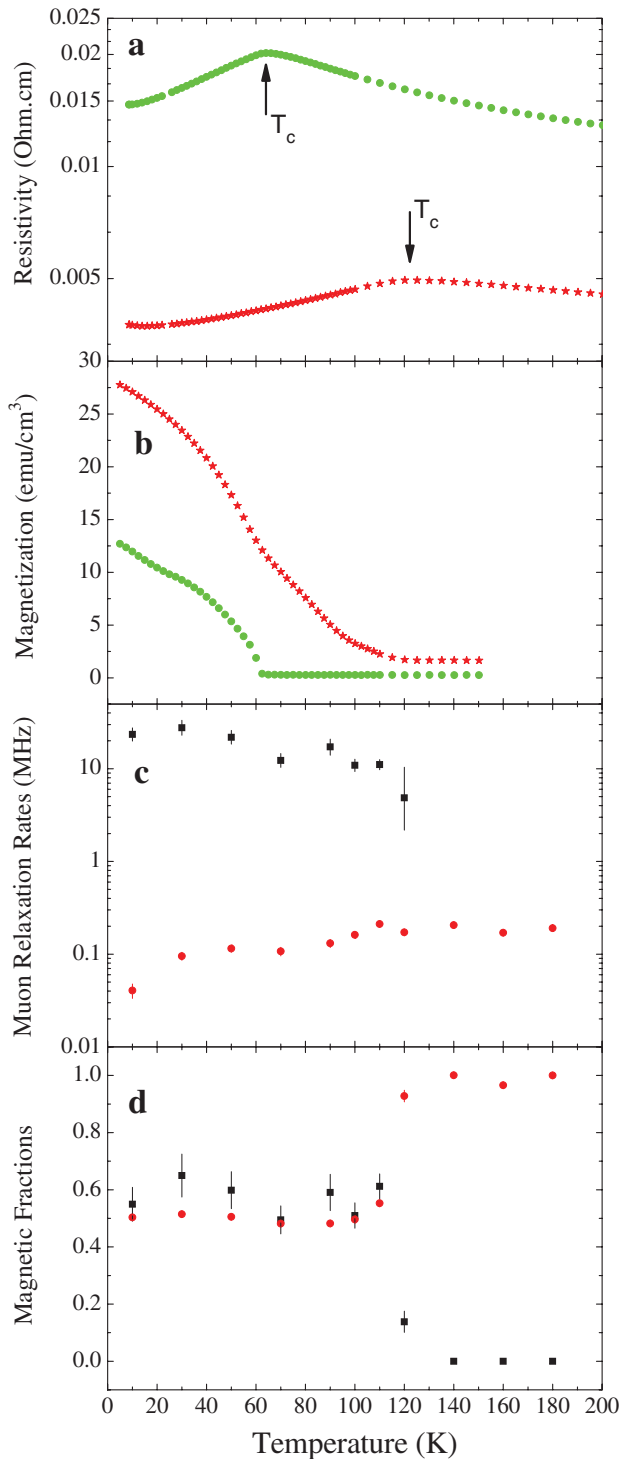 a
0.02
0.025
0.015
0.01
0.005
Resistivity (Ohm.cm)
Tc
Tc
b
30
25
20
15
10
5
0
Magnetization (emu/cm³)
c
10
1
0.1
0.01
Muon Relaxation Rates (MHz)
d
1.0
0.8
0.6
0.4
0.2
0.0
Magnetic Fractions
0 20 40 60 80 100 120 140 160 180 200
Temperature (K)